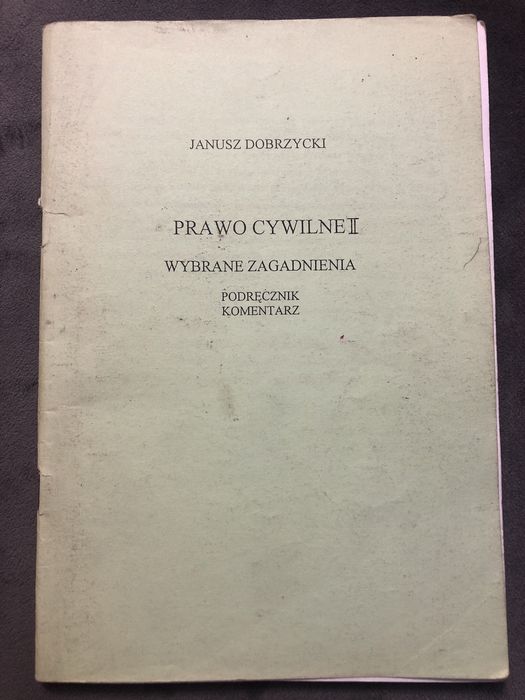 JANUSZ DOBRZYCKI
PRAWO CYWILNE II
WYBRANE ZAGADNIENIA
PODRĘCZNIK
KOMENTARZ